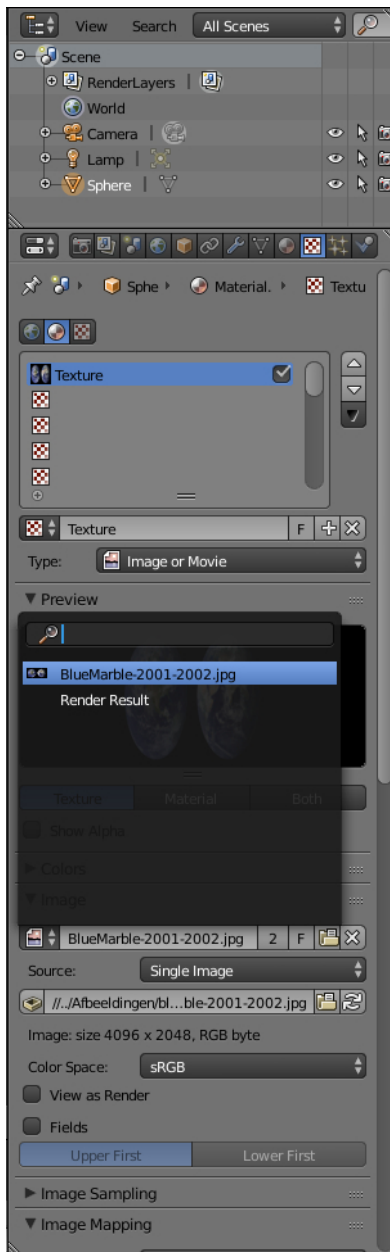 View Search All Scenes
Scene
RenderLayers
World
Camera
Lamp
Sphere
Sphe Material. Textu
Texture
Texture F
Type: Image or Movie
Preview
BlueMarble-2001-2002.jpg
Render Result
Texture Material Both
Show Alpha
Colors
Image
BlueMarble-2001-2002.jpg 2 F
Source: Single Image
//../Afbeeldingen/bl...ble-2001-2002.jpg
Image: size 4096 x 2048, RGB byte
Color Space: sRGB
View as Render
Fields
Upper First Lower First
Image Sampling
Image Mapping